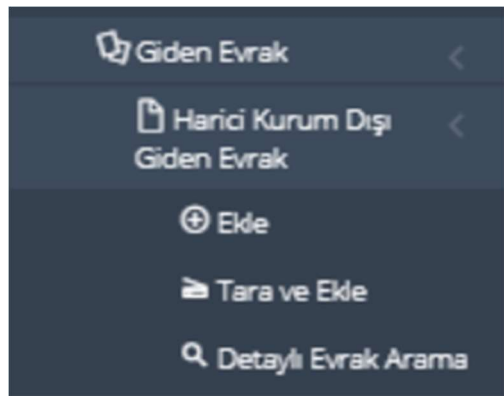 Giden Evrak
Harici Kurum Dışı
Giden Evrak
Ekle
Tara ve Ekle
Detaylı Evrak Arama